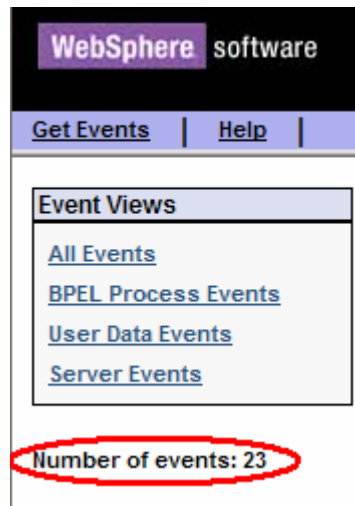 WebSphere software
Get Events | Help |
Event Views
All Events
BPEL Process Events
User Data Events
Server Events
Number of events: 23